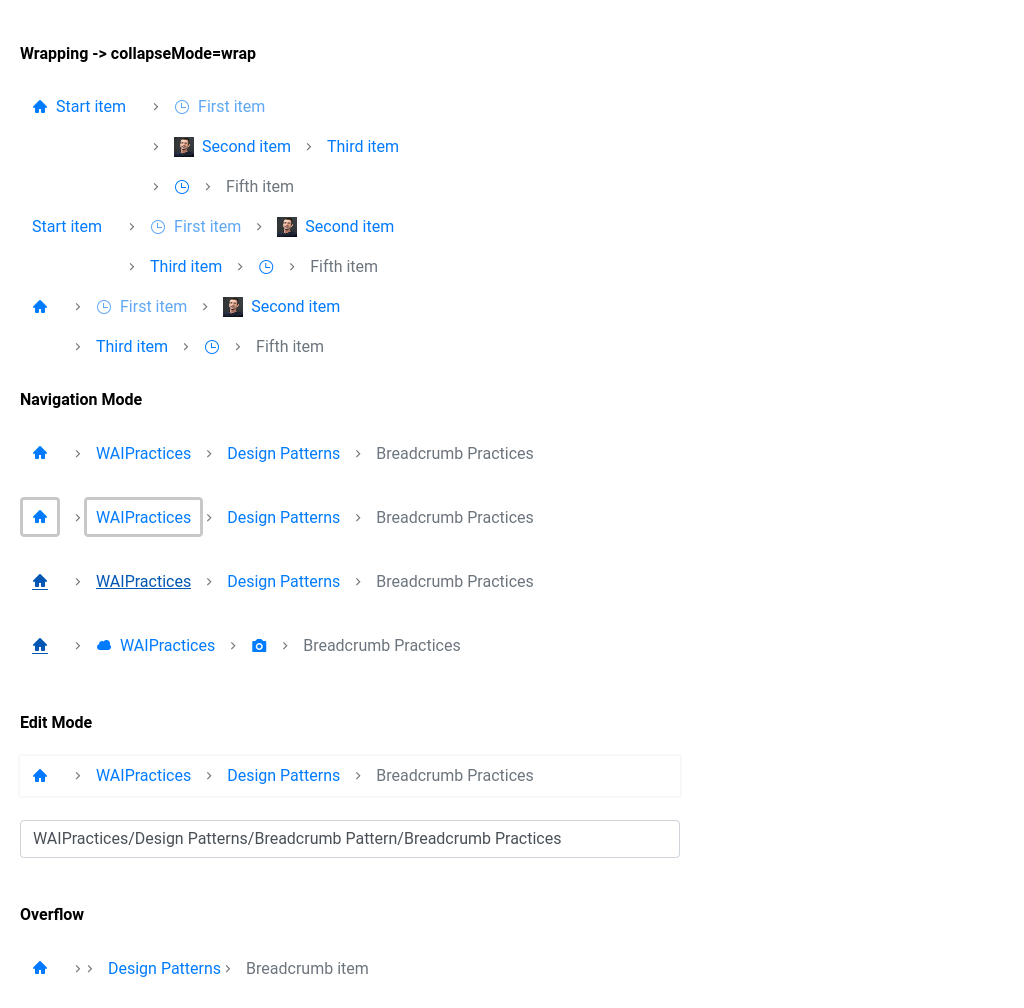 Wrapping -> collapseMode=wrap
Start item > First item
> Second item > Third item
> > Fifth item
Start item > First item > Second item
> Third item > > Fifth item
> First item > Second item
> Third item > > Fifth item
Navigation Mode
> WAIPractices > Design Patterns > Breadcrumb Practices
> WAIPractices > Design Patterns > Breadcrumb Practices
> WAIPractices > Design Patterns > Breadcrumb Practices
> WAIPractices > > Breadcrumb Practices
Edit Mode
> WAIPractices > Design Patterns > Breadcrumb Practices
WAIPractices/Design Patterns/Breadcrumb Pattern/Breadcrumb Practices
Overflow
> > Design Patterns > Breadcrumb item